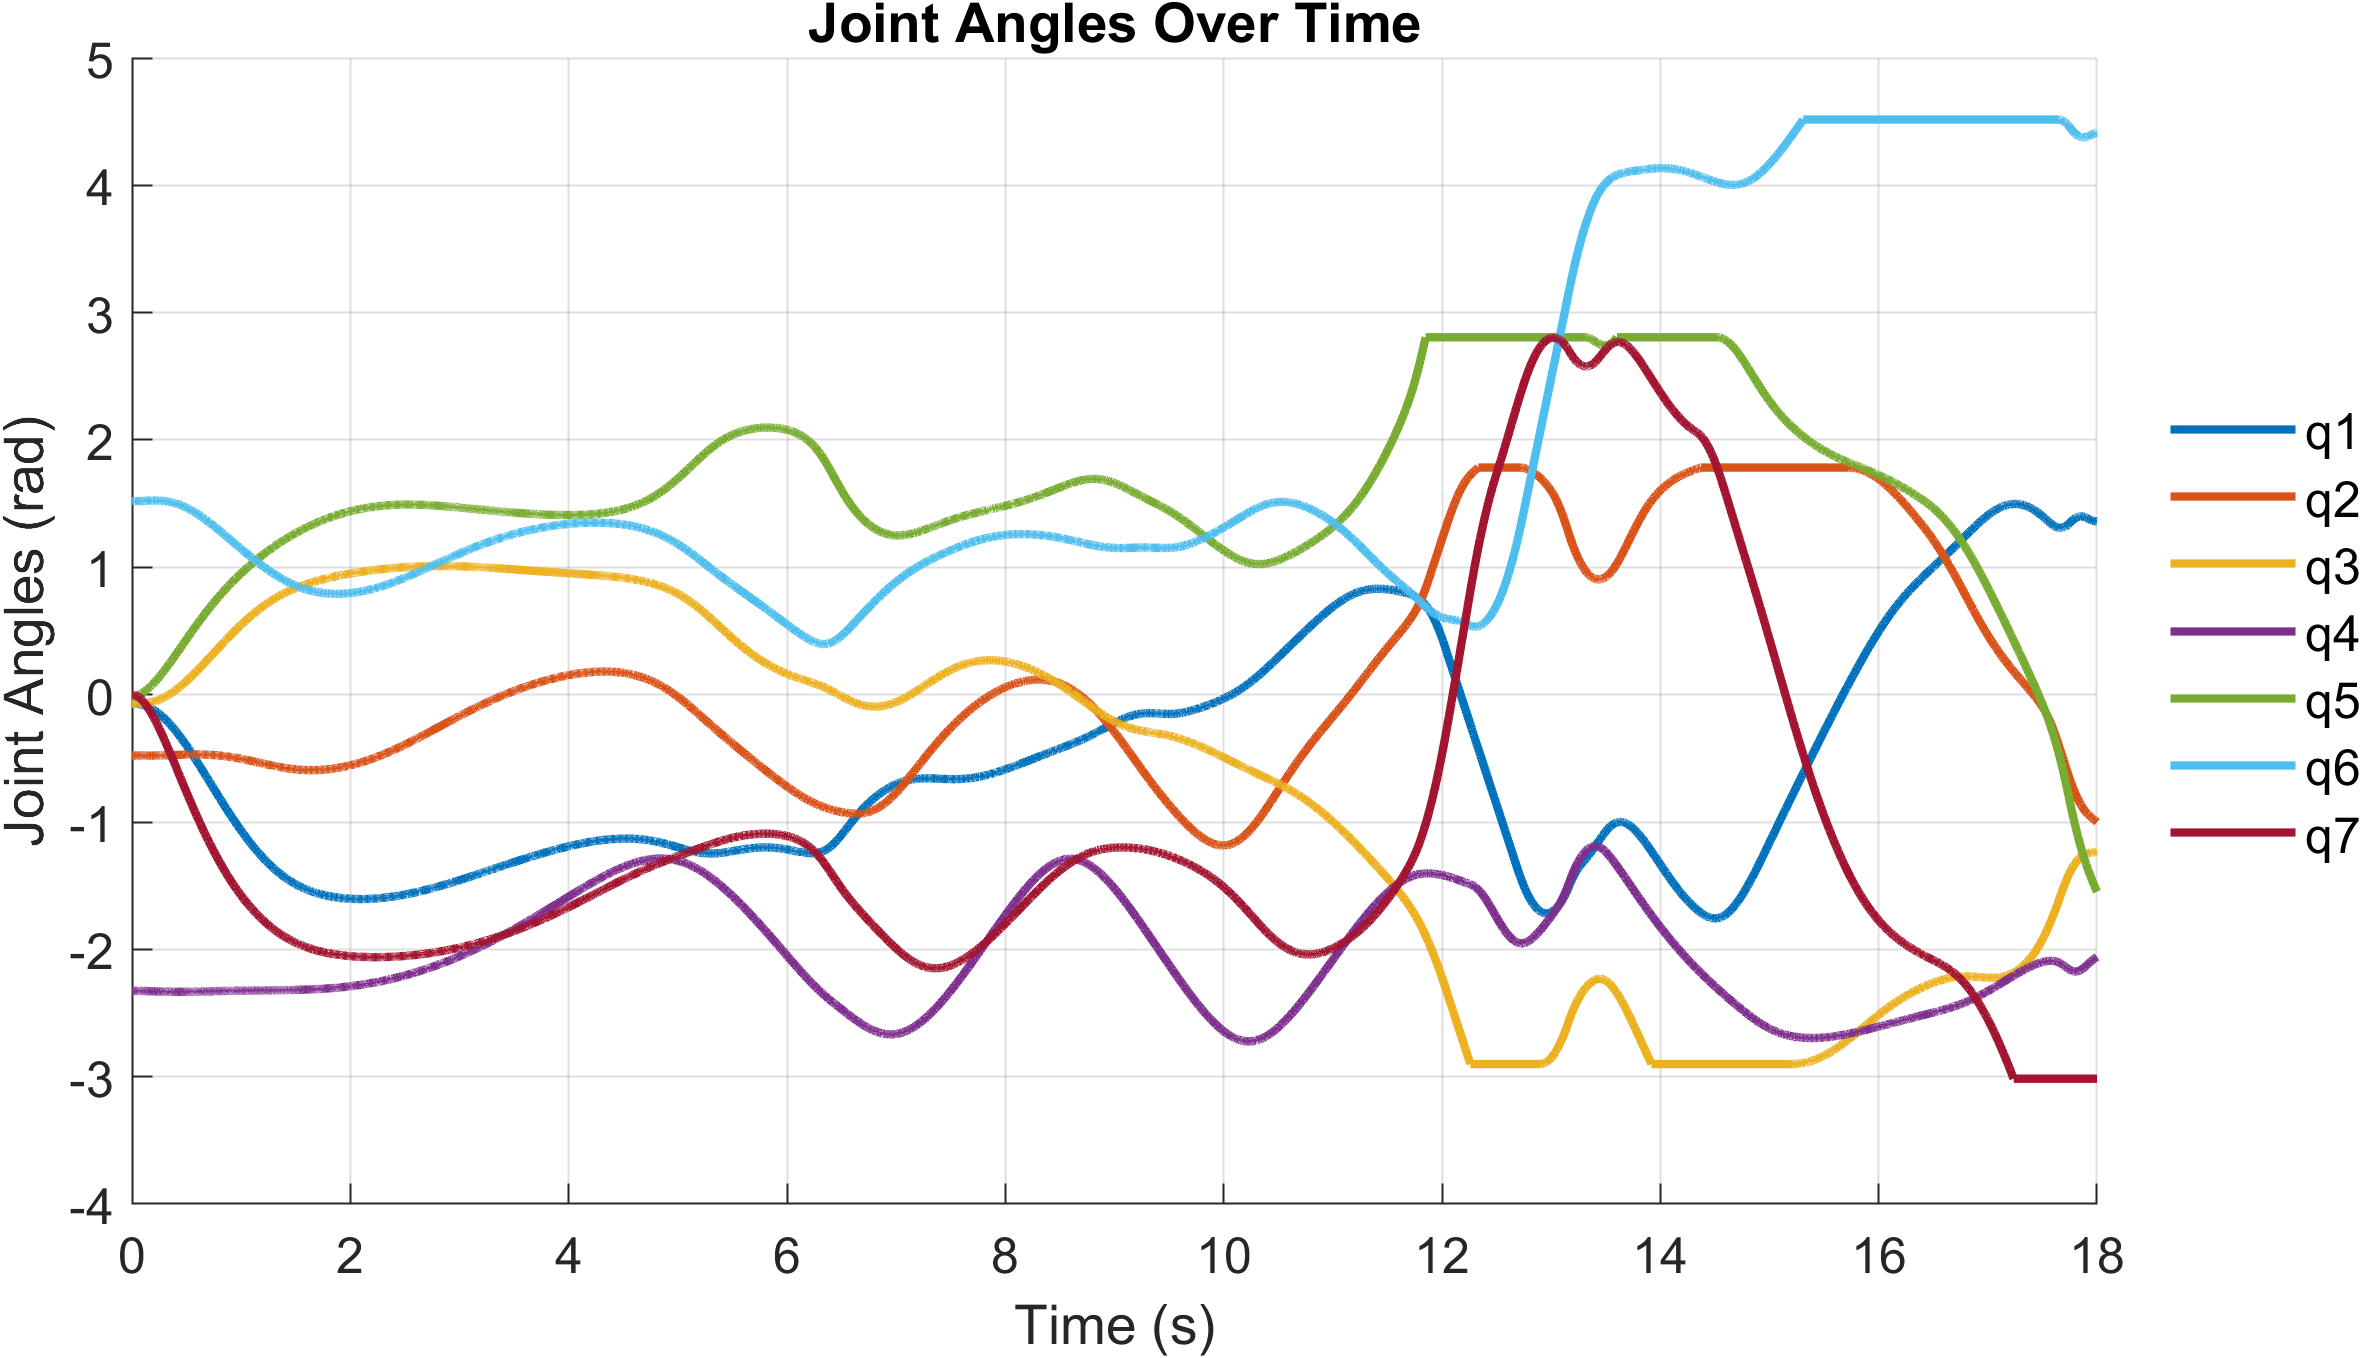 Joint Angles Over Time
Joint Angles (rad)
5
4
3
2
1
0
-1
-2
-3
-4
0 2 4 6 8 10 12 14 16 18
Time (s)
q1
q2
q3
q4
q5
q6
q7